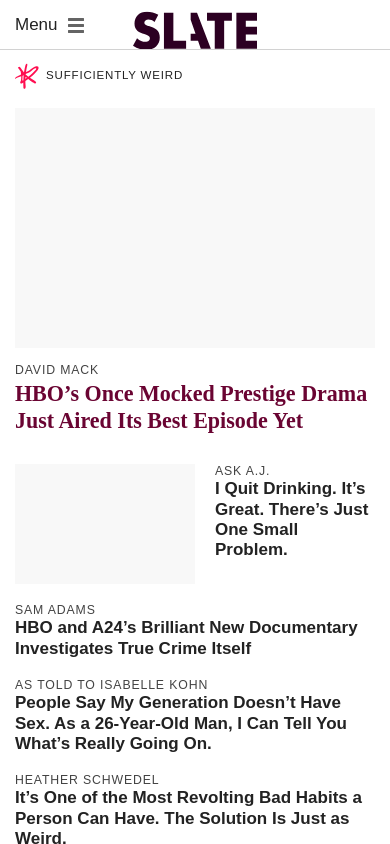 Menu
SLATE
SUFFICIENTLY WEIRD
DAVID MACK
HBO’s Once Mocked Prestige Drama
Just Aired Its Best Episode Yet
ASK A.J.
I Quit Drinking. It’s
Great. There’s Just
One Small
Problem.
SAM ADAMS
HBO and A24’s Brilliant New Documentary
Investigates True Crime Itself
AS TOLD TO ISABELLE KOHN
People Say My Generation Doesn’t Have
Sex. As a 26-Year-Old Man, I Can Tell You
What’s Really Going On.
HEATHER SCHWEDEL
It’s One of the Most Revolting Bad Habits a
Person Can Have. The Solution Is Just as
Weird.